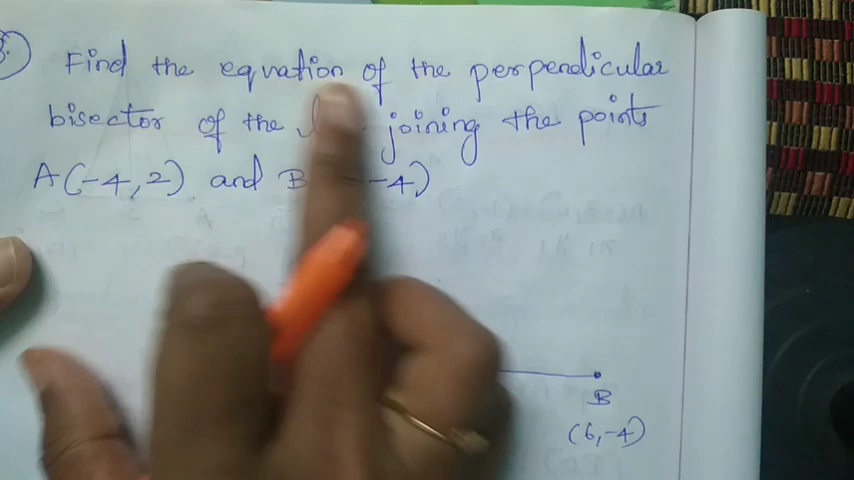 Find the equation of the perpendicular
bisector of the joining the points
A(-4,2) and B -4)
B
(6,-4)